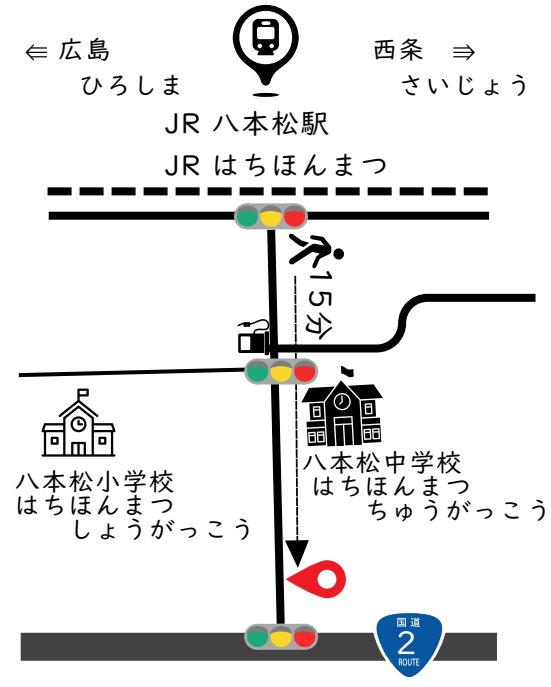 ⇐ 広島
ひろしま
西条 ⇒
さいじょう
JR 八本松駅
JR はちほんまつ
15分
八本松小学校
はちほんまつ
しょうがっこう
八本松中学校
はちほんまつ
ちゅうがっこう
国道
2
ROUTE